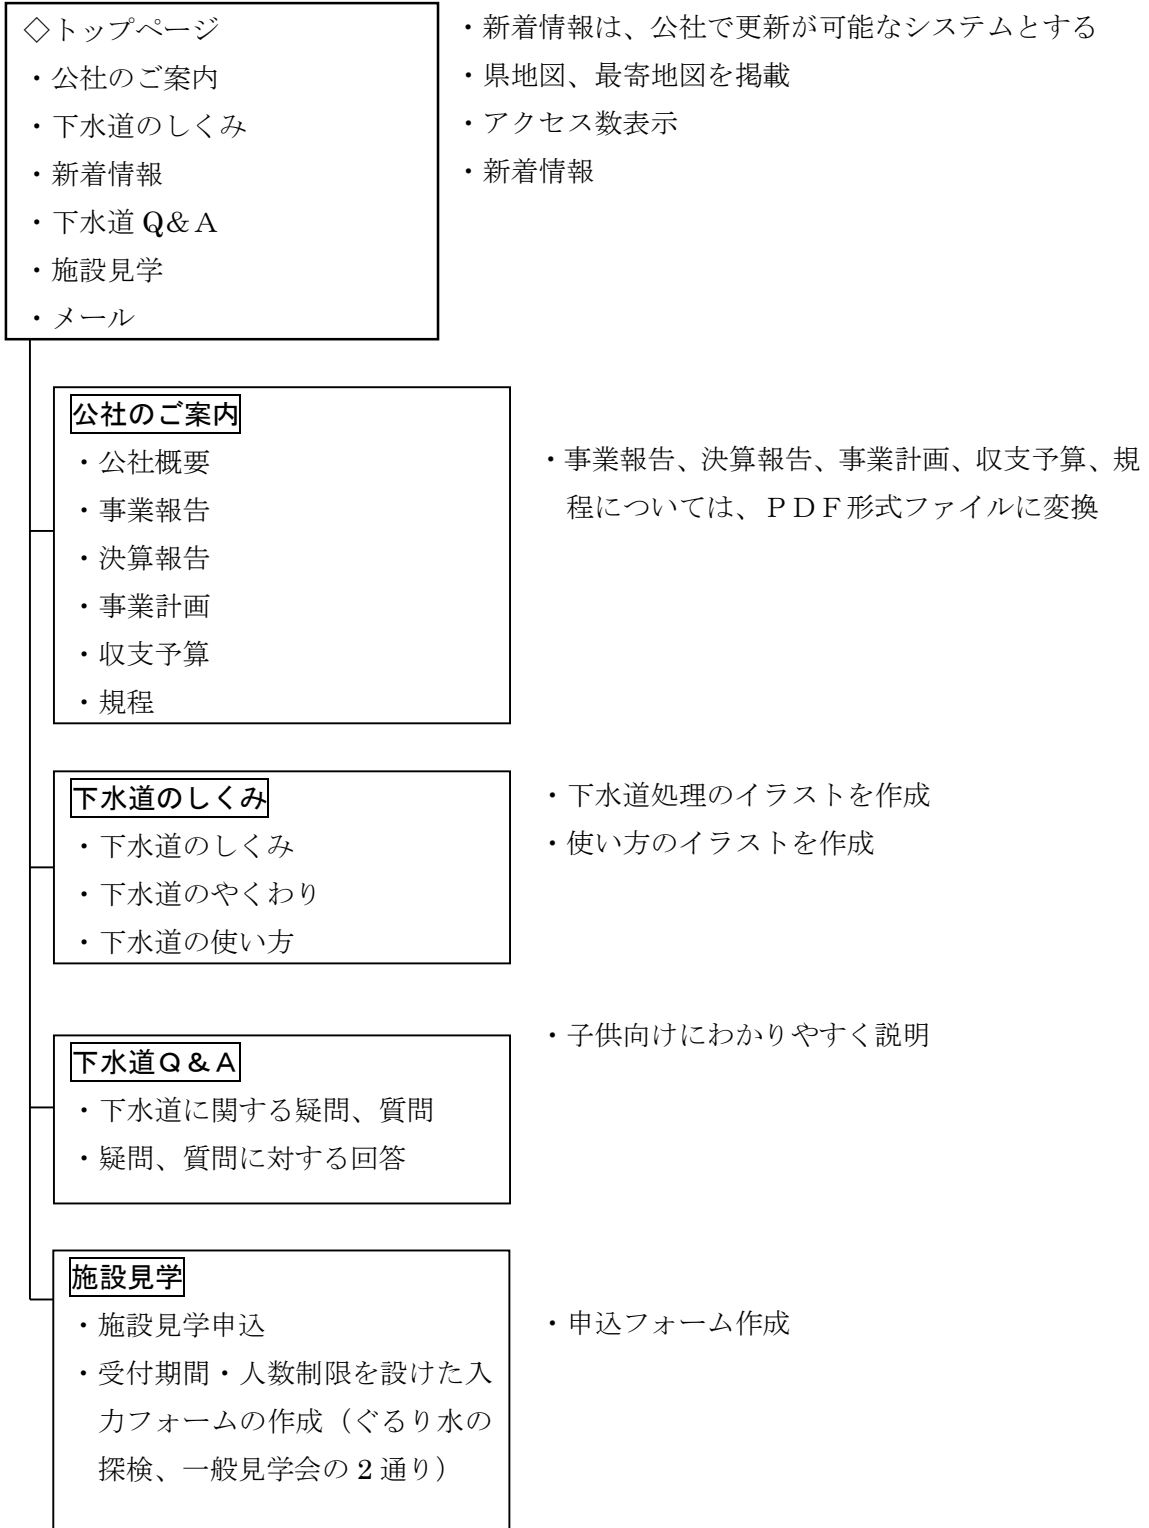 ◇トップページ
・公社のご案内
・下水道のしくみ
・新着情報
・下水道 Q&A
・施設見学
・メール
・新着情報は、公社で更新が可能なシステムとする
・県地図、最寄地図を掲載
・アクセス数表示
・新着情報
公社のご案内
・公社概要
・事業報告
・決算報告
・事業計画
・収支予算
・規程
・事業報告、決算報告、事業計画、収支予算、規
程については、ＰＤＦ形式ファイルに変換
下水道のしくみ
・下水道のしくみ
・下水道のやくわり
・下水道の使い方
・下水道処理のイラストを作成
・使い方のイラストを作成
下水道Ｑ＆Ａ
・下水道に関する疑問、質問
・疑問、質問に対する回答
・子供向けにわかりやすく説明
施設見学
・施設見学申込
・受付期間・人数制限を設けた入
力フォームの作成（ぐるり水の
探検、一般見学会の 2 通り）
・申込フォーム作成